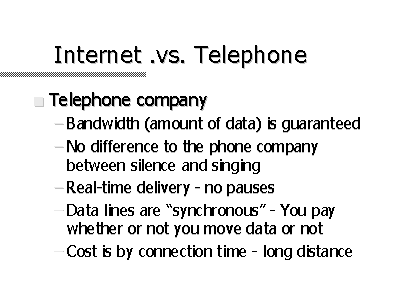 Internet .vs. Telephone
Telephone company
–Bandwidth (amount of data) is guaranteed
–No difference to the phone company
between silence and singing
–Real-time delivery - no pauses
–Data lines are “synchronous” - You pay
whether or not you move data or not
–Cost is by connection time - long distance